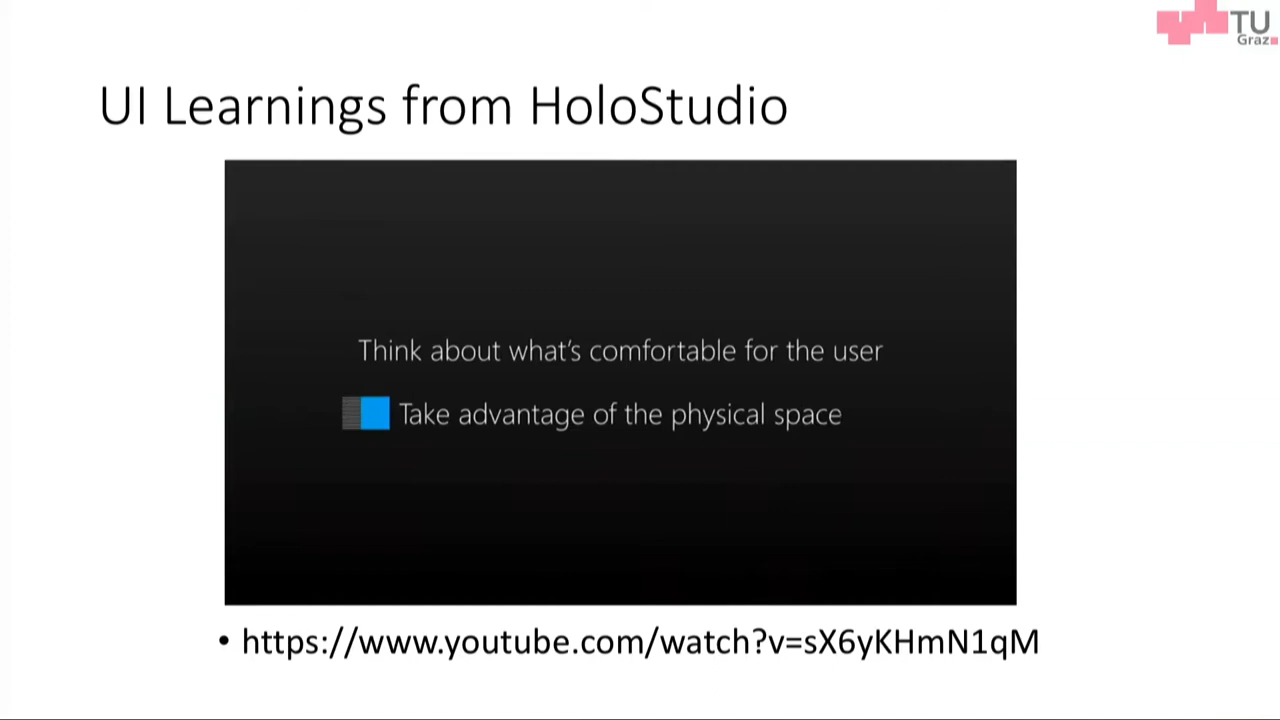 TU
Graz
UI Learnings from HoloStudio
Think about what's comfortable for the user
Take advantage of the physical space
• https://www.youtube.com/watch?v=sX6yKHmN1qM